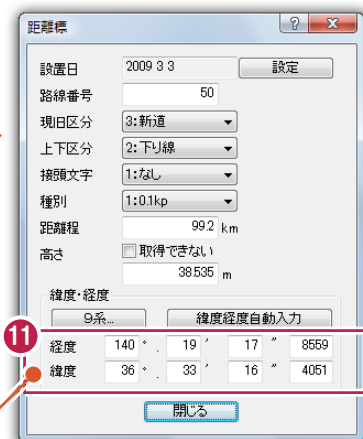 距離標
設置日 2009 3 3 設定
路線番号 50
現旧区分 3:新道
上下区分 2:下り線
接頭文字 1:なし
種別 1:0.1kp
距離程 99.2 km
高さ 取得できない
38.535 m
緯度・経度
9系... 緯度経度自動入力
11
経度 140 ° . 19 ′ 17 ″ 8559
緯度 36 ° . 33 ′ 16 ″ 4051
閉じる